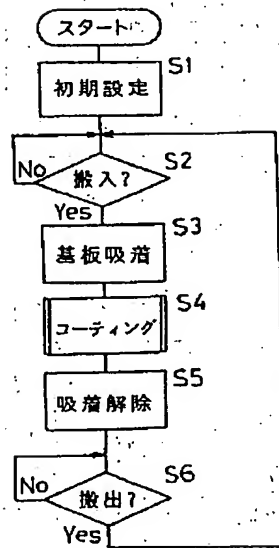 スタート
S1
初期設定
S2
搬入?
No
Yes
S3
基板吸着
S4
コーティング
S5
吸着解除
S6
搬出?
No
Yes